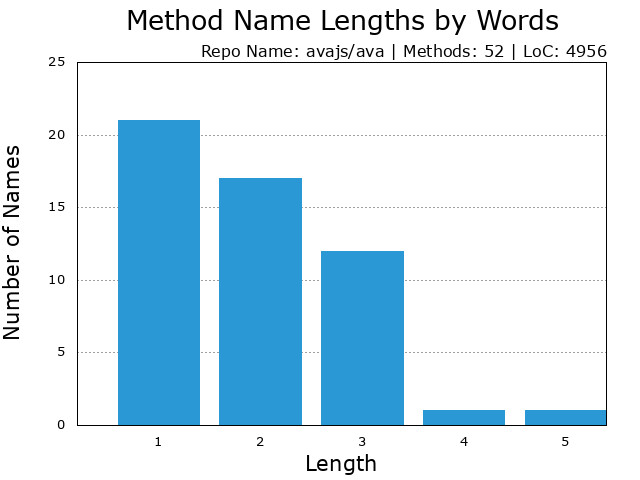 Method Name Lengths by Words
Repo Name: avajs/ava | Methods: 52 | LoC: 4956
25
20
15
10
5
0
Number of Names
1 2 3 4 5
Length